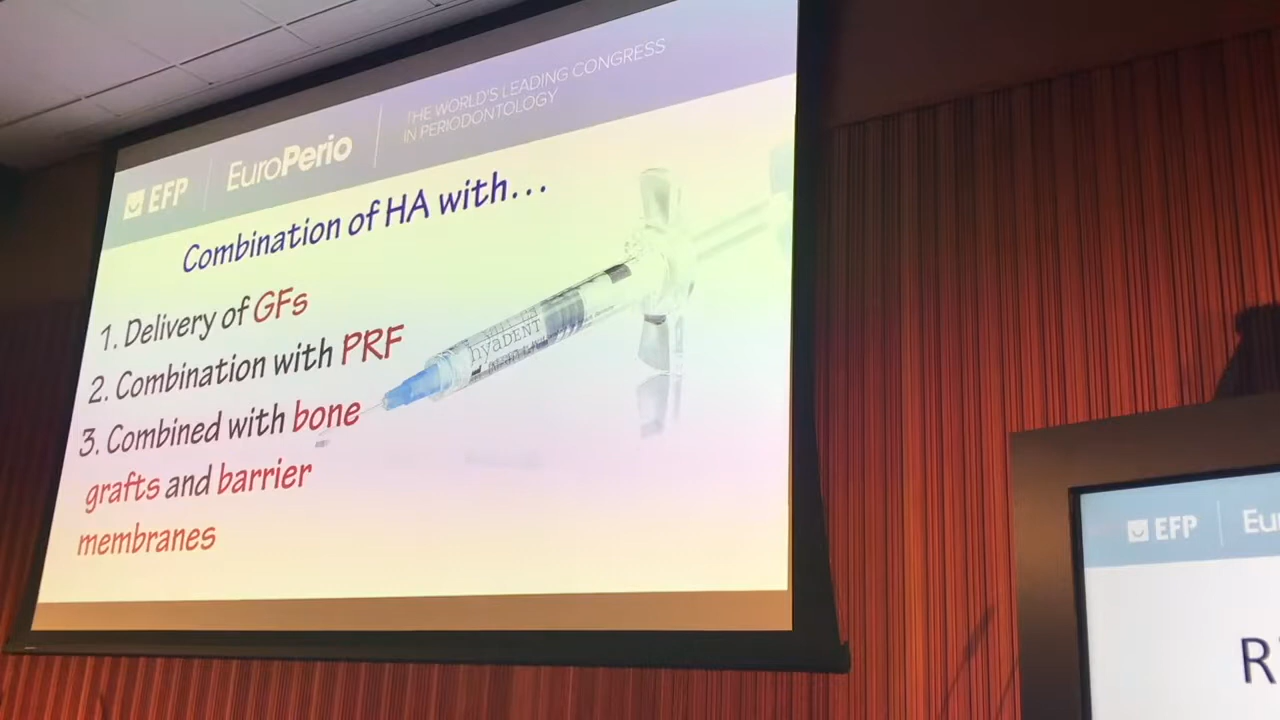 EFP
EuroPerio
THE WORLD'S LEADING CONGRESS
IN PERIODONTOLOGY
Combination of HA with...
1. Delivery of GFs
2. Combination with PRF
3. Combined with bone
grafts and barrier
membranes
hyaDENT
EFP